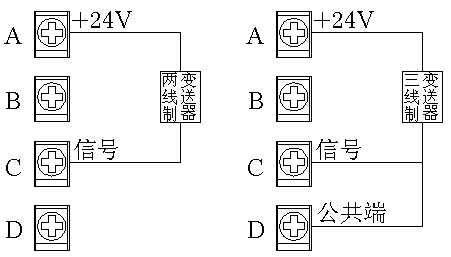 A +24V
B
C 信号
D
两线制变送器
A +24V
B
C 信号
D 公共端
三线制变送器